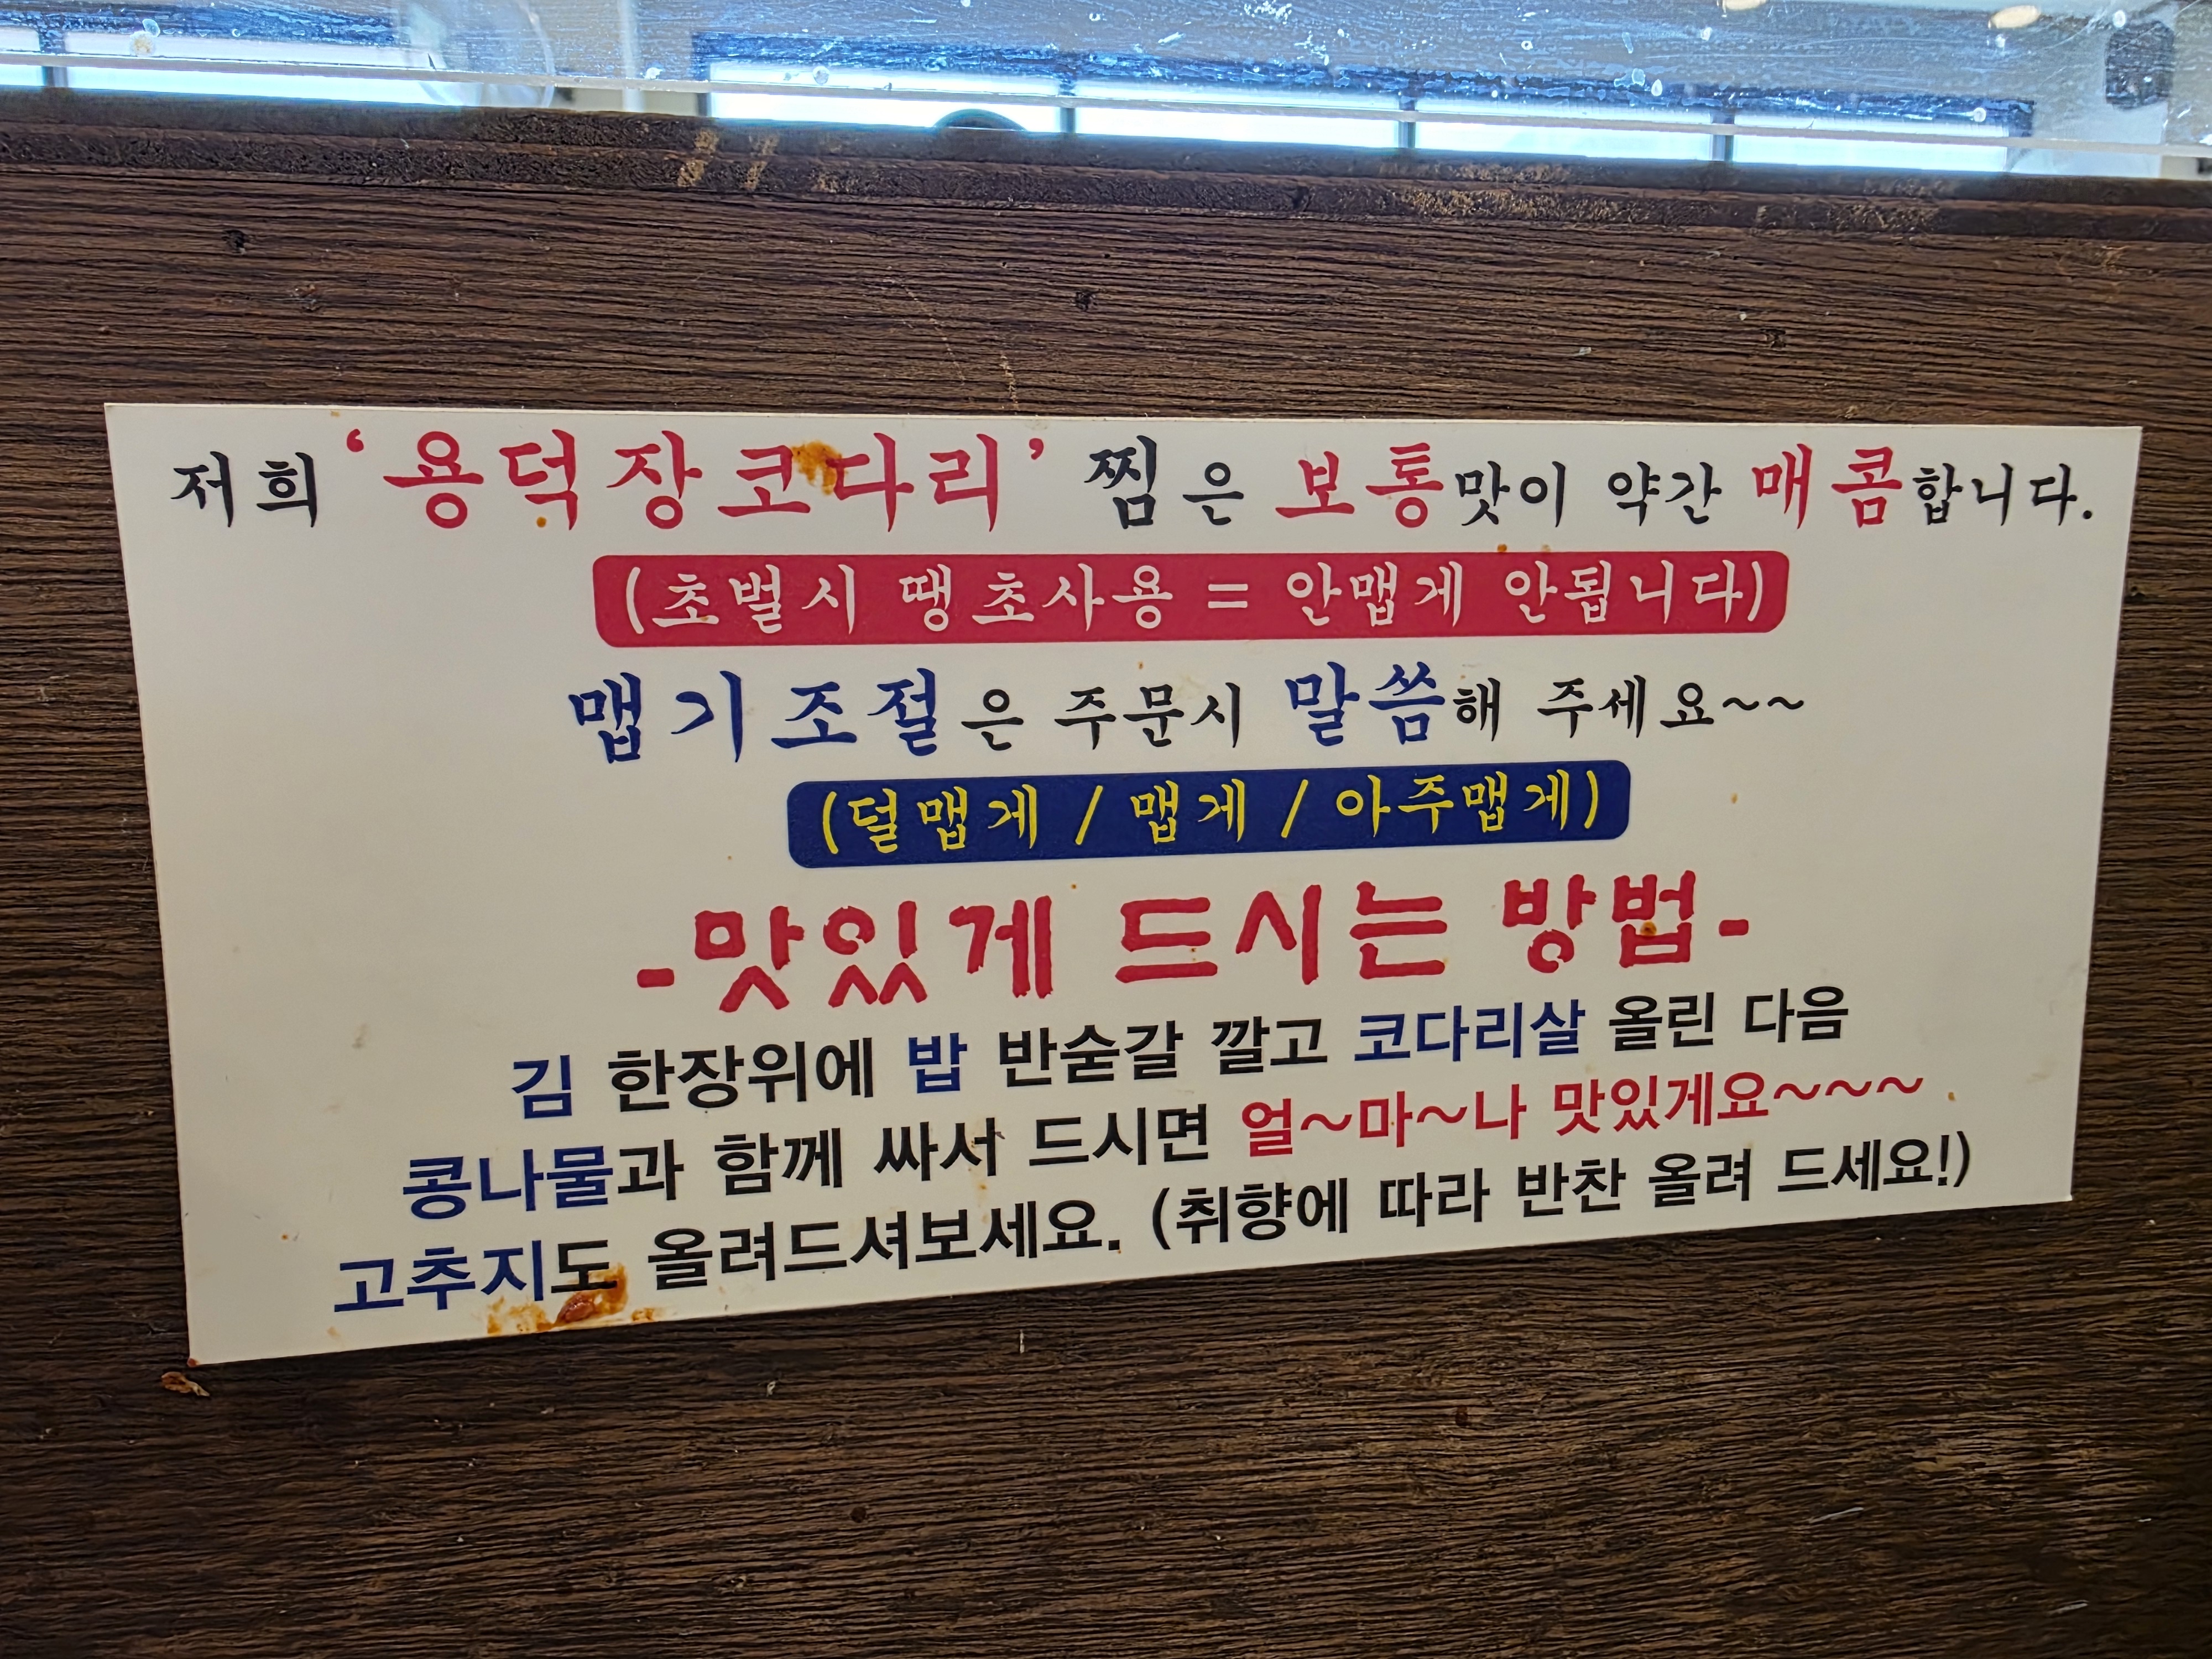 저희 '용덕장코다리' 찜은 보통맛이 약간 매콤합니다.
(초벌시 땡초사용 = 안맵게 안됩니다)
맵기조절은 주문시 말씀해 주세요~~
(덜맵게 / 맵게 / 아주맵게)
-맛있게 드시는 방법-
김 한장위에 밥 반숟갈 깔고 코다리살 올린 다음
콩나물과 함께 싸서 드시면 얼~마~나 맛있게요~~~
고추지도 올려드셔보세요. (취향에 따라 반찬 올려 드세요!)